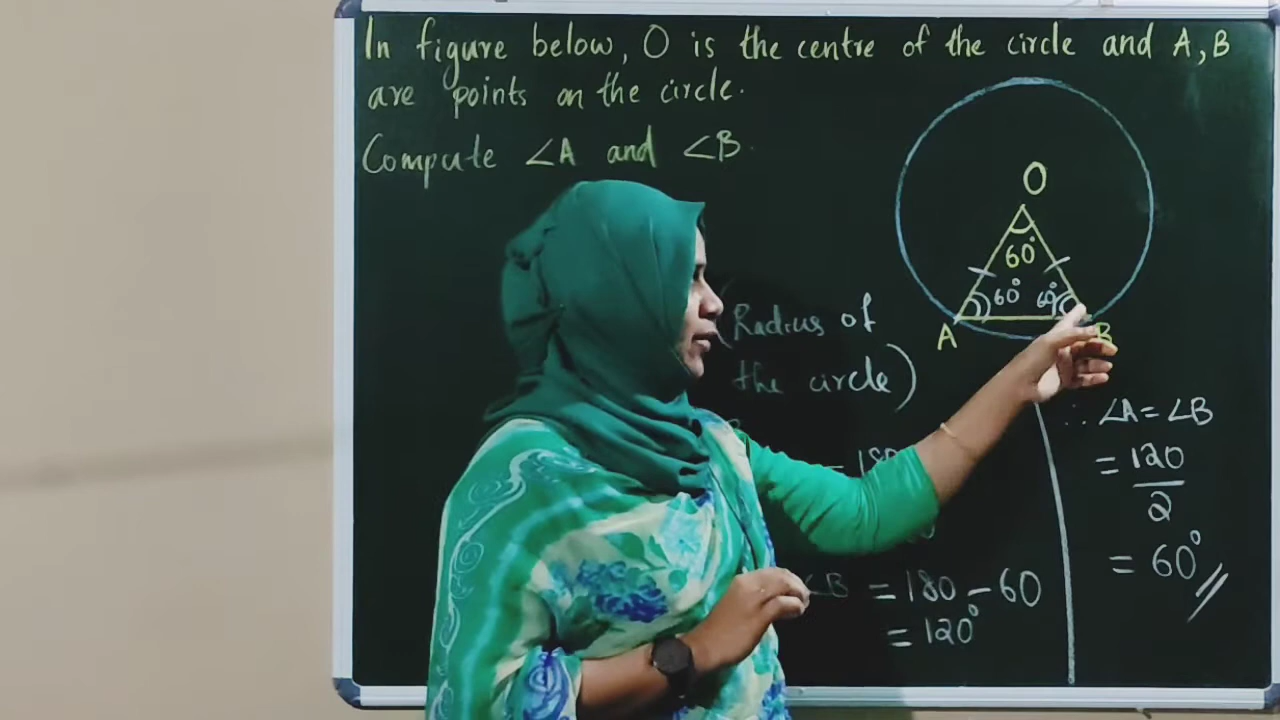 In figure below, O is the centre of the circle and A, B
are points on the circle.
Compute ∠A and ∠B.
O
60°
60° 60°
A B
(Radius of
the circle)
= 180
∠B = 180 - 60
= 120°
∴ ∠A = ∠B
= 120/2
= 60°//